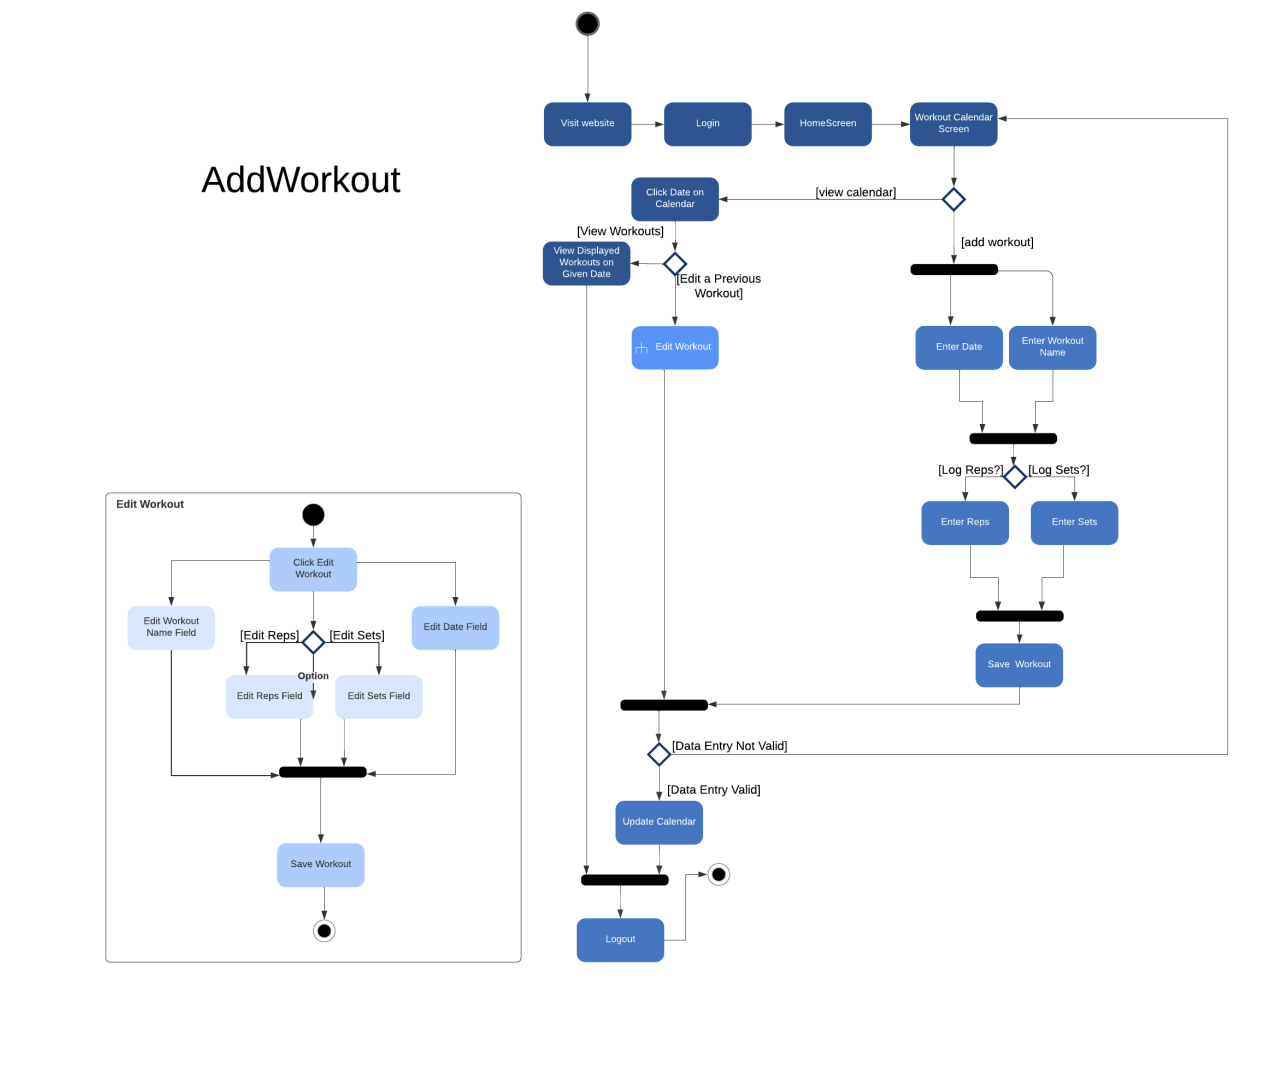 Visit website
Login
HomeScreen
Workout Calendar
Screen
AddWorkout
Click Date on
Calendar
[view calendar]
[View Workouts]
[add workout]
View Displayed
Workouts on
Given Date
[Edit a Previous
Workout]
Edit Workout
Enter Date
Enter Workout
Name
[Log Reps?]
[Log Sets?]
Enter Reps
Enter Sets
Save  Workout
[Data Entry Not Valid]
[Data Entry Valid]
Update Calendar
Logout
Edit Workout
Click Edit
Workout
Edit Workout
Name Field
[Edit Reps]
[Edit Sets]
Edit Date Field
Option
Edit Reps Field
Edit Sets Field
Save Workout